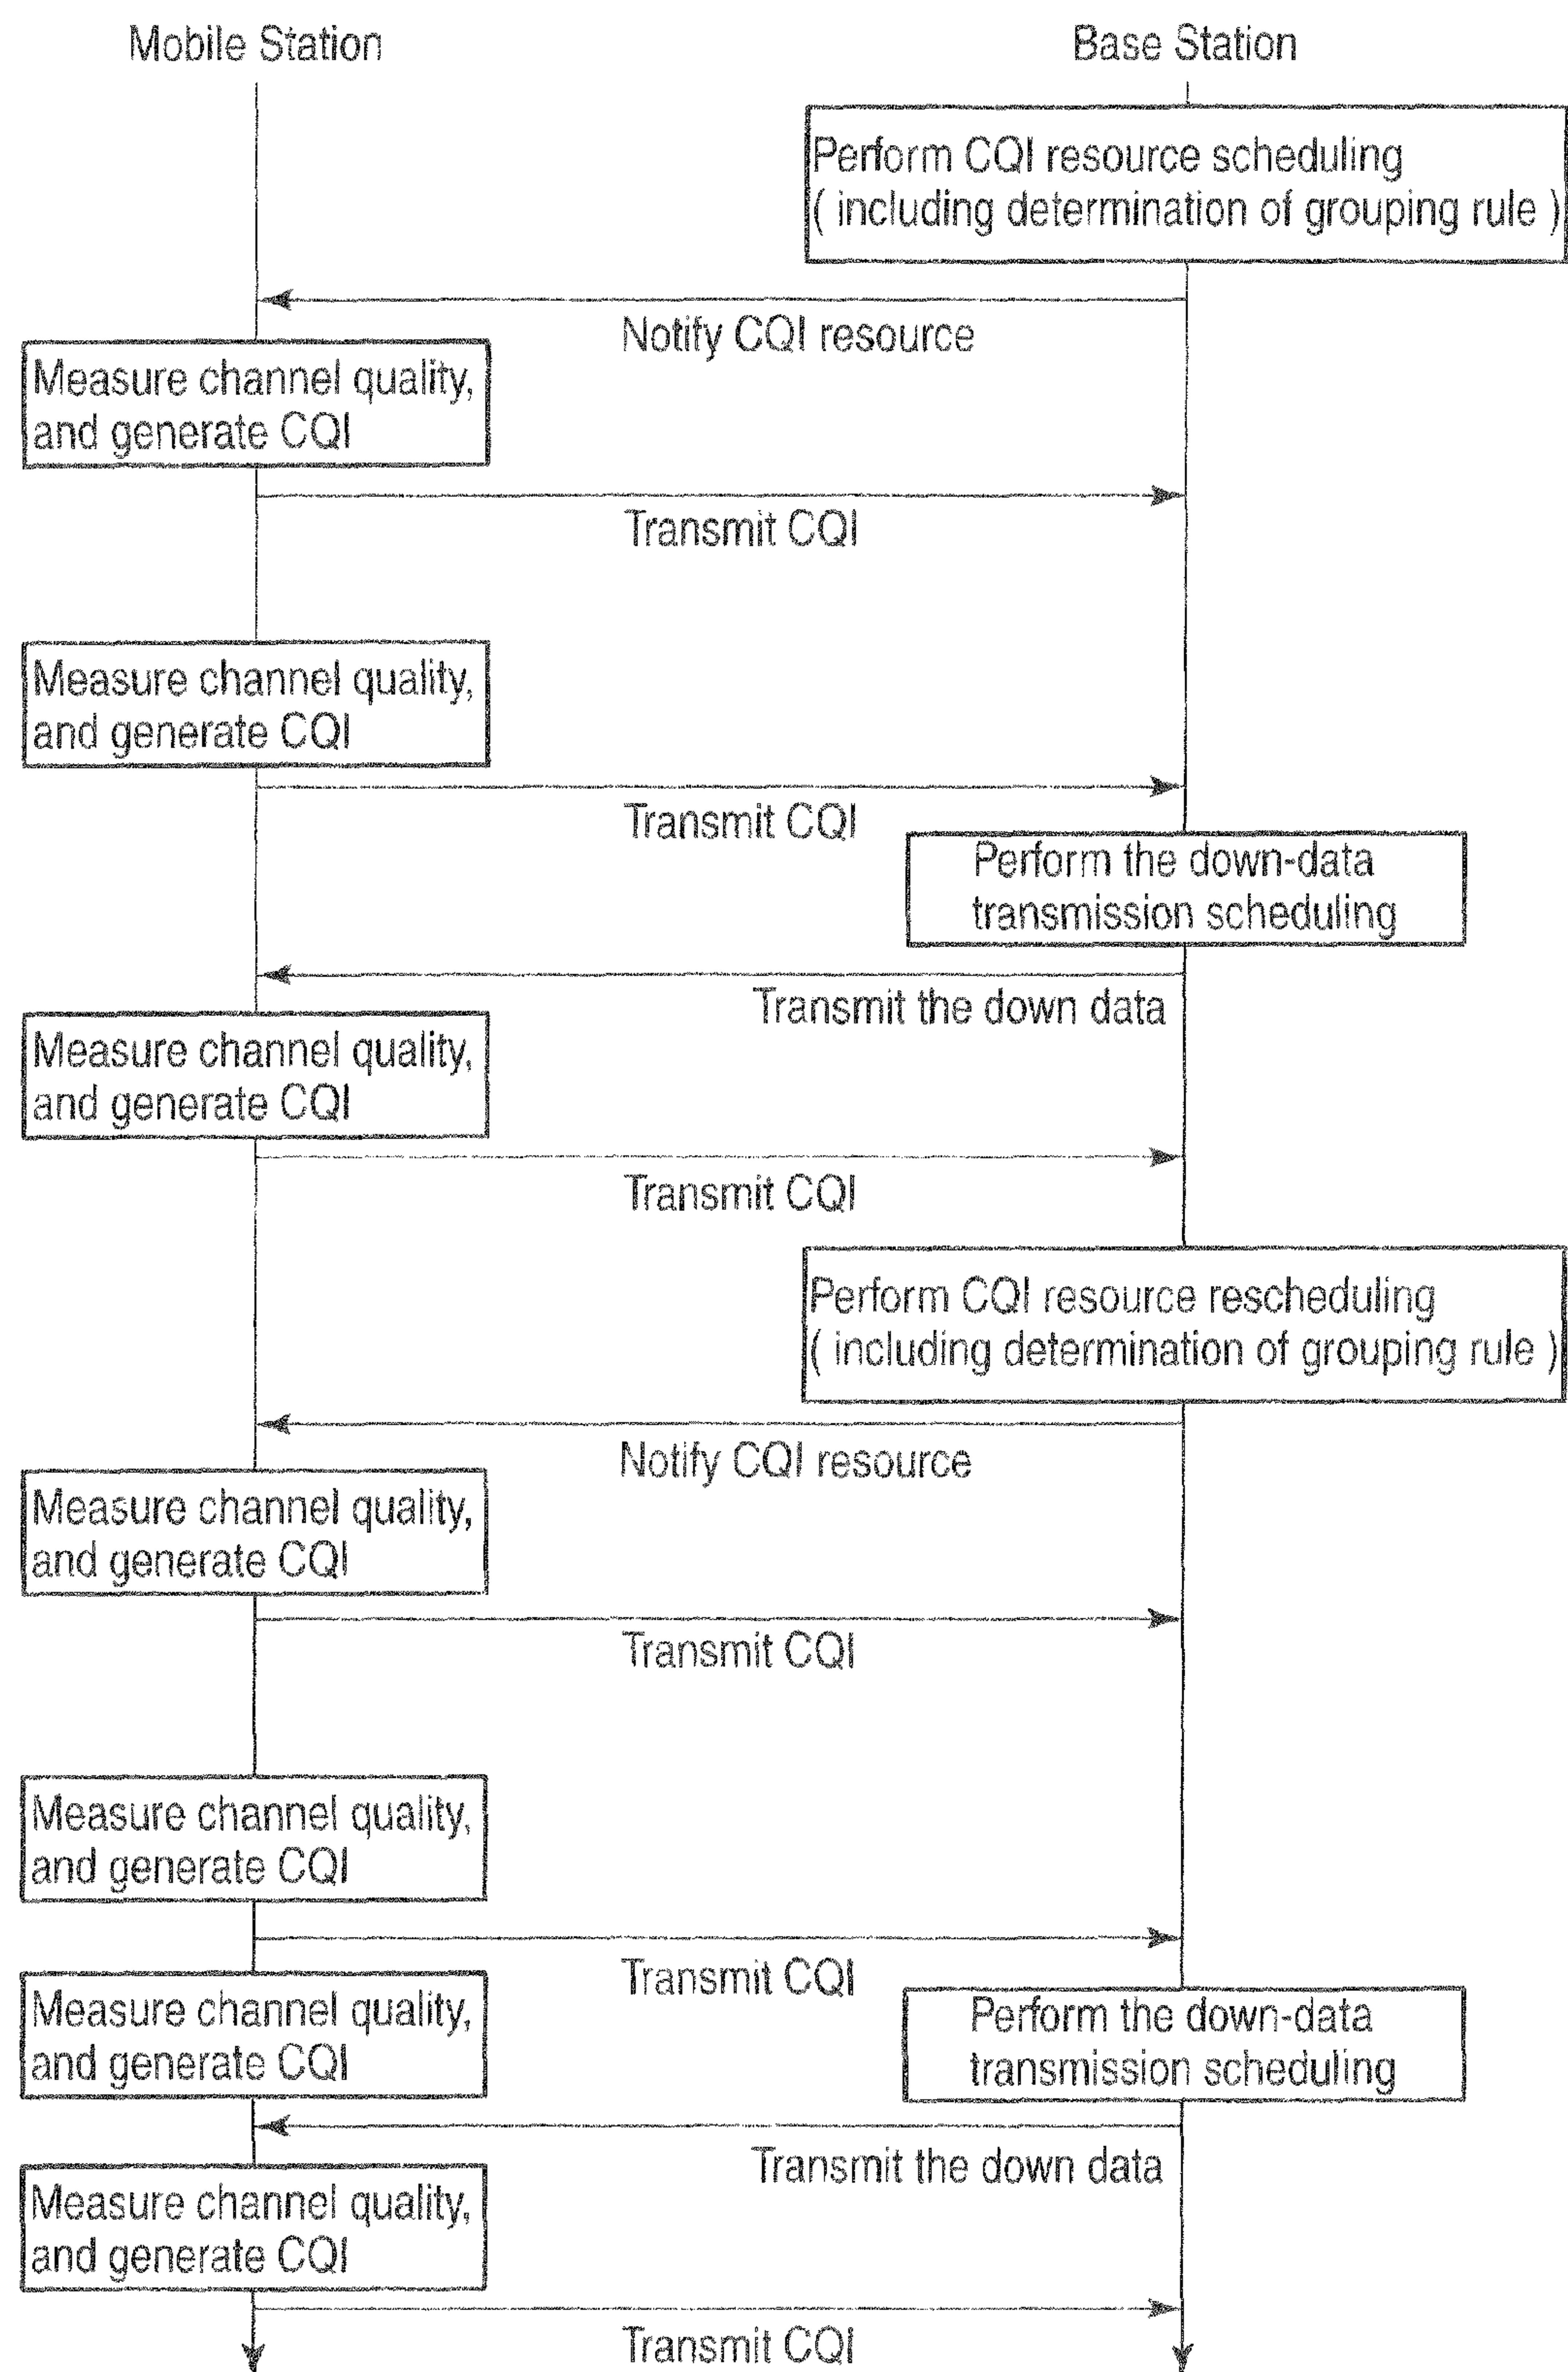 Mobile Station
Base Station
Perform CQI resource scheduling
( including determination of grouping rule )
Notify CQI resource
Measure channel quality,
and generate CQI
Transmit CQI
Measure channel quality,
and generate CQI
Transmit CQI
Perform the down-data
transmission scheduling
Transmit the down data
Measure channel quality,
and generate CQI
Transmit CQI
Perform CQI resource rescheduling
( including determination of grouping rule )
Notify CQI resource
Measure channel quality,
and generate CQI
Transmit CQI
Measure channel quality,
and generate CQI
Transmit CQI
Measure channel quality,
and generate CQI
Perform the down-data
transmission scheduling
Transmit the down data
Measure channel quality,
and generate CQI
Transmit CQI